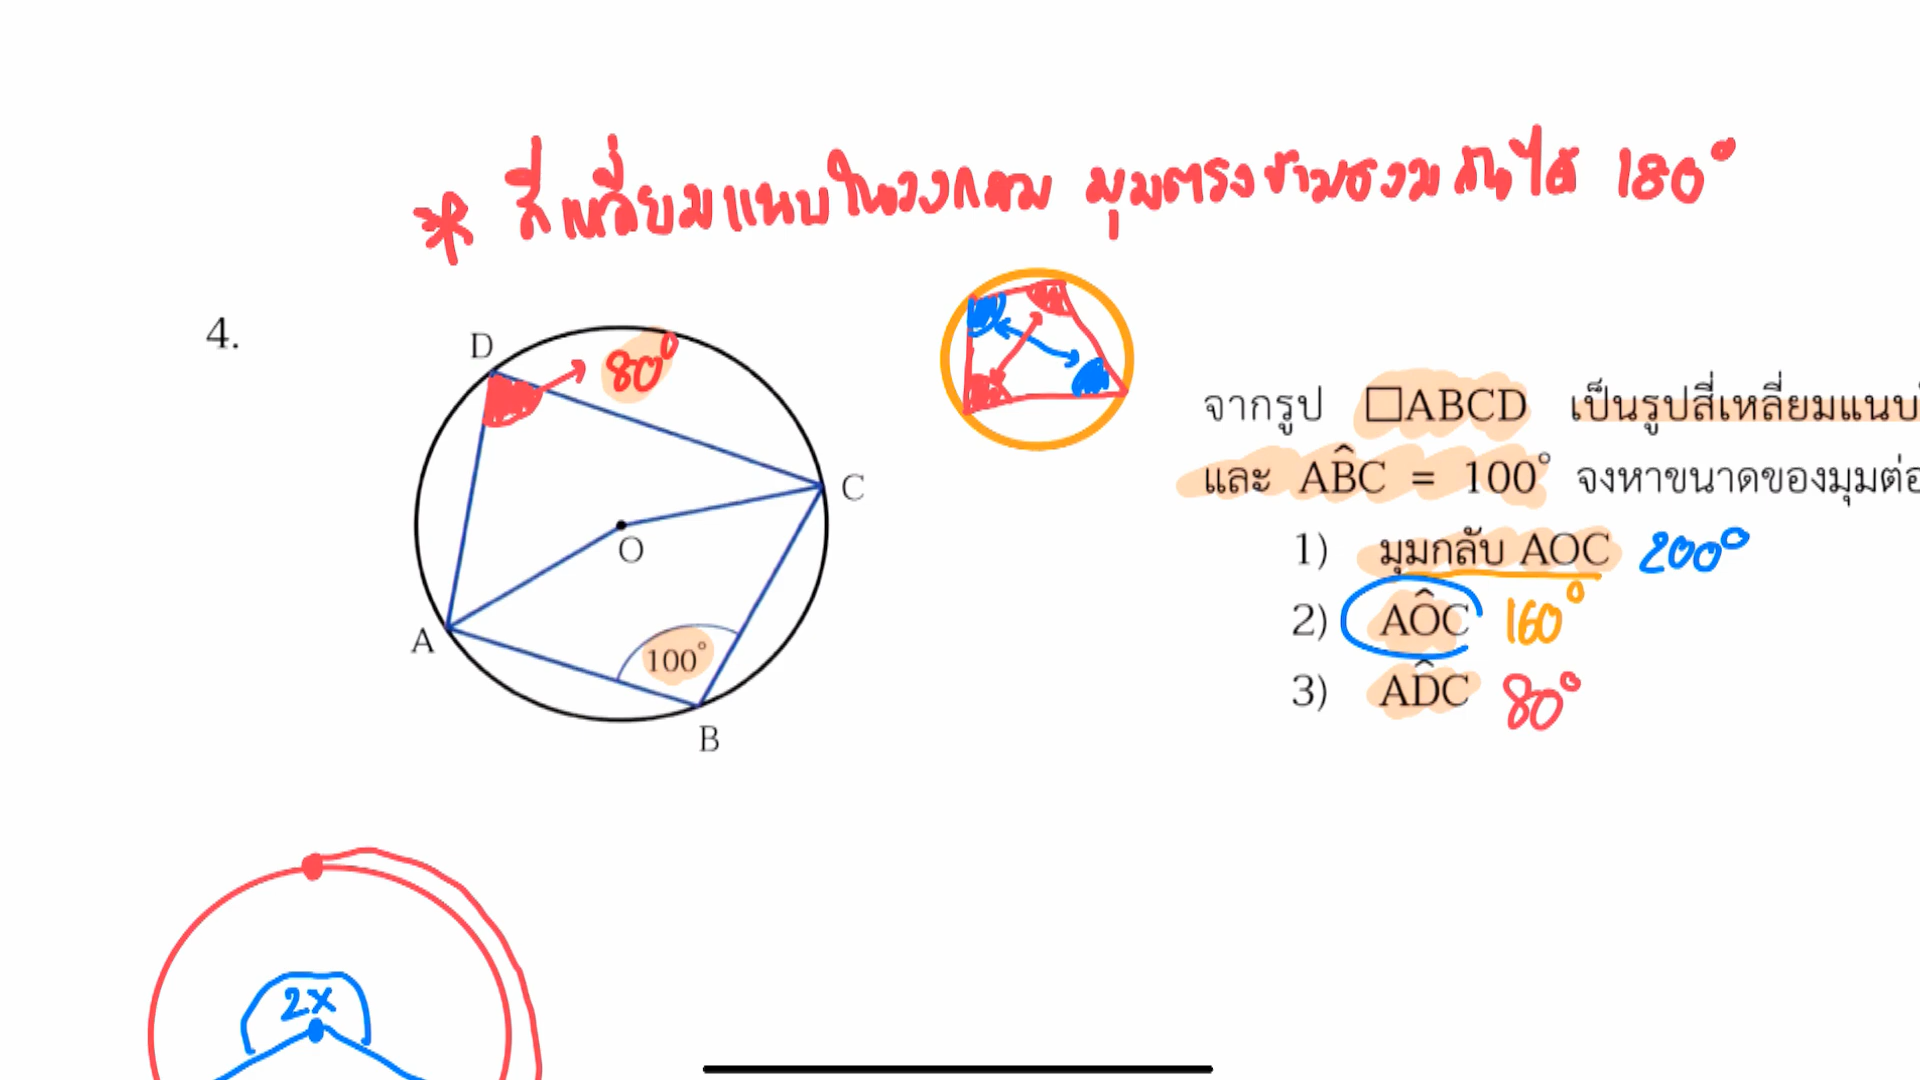 * สี่เหลี่ยมแนบในวงกลม มุมตรงข้ามรวมกันได้ 180°
4.
D
80°
จากรูป □ABCD เป็นรูปสี่เหลี่ยมแนบ
C
และ AB̂C = 100° จงหาขนาดของมุมต่อ
O
1) มุมกลับ AOC 200°
2) AÔC 160°
A
100°
3) AD̂C 80°
B
2x